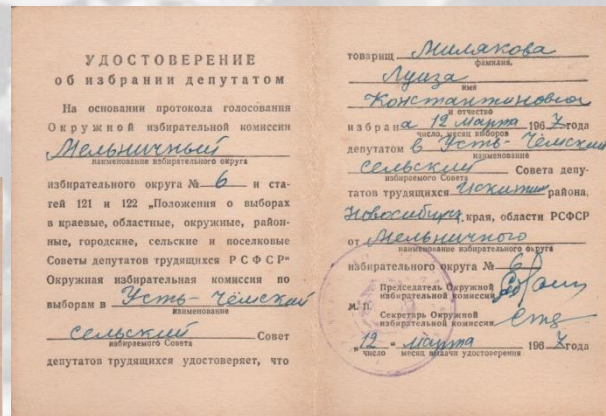 УДОСТОВЕРЕНИЕ
об избрании депутатом
На основании протокола голосования
Окружной избирательной комиссии
Мельничный
наименование избирательного округа
избирательного округа № 6 и ста-
тей 121 и 122 „Положения о выборах
в краевые, областные, окружные, район-
ные, городские, сельские и поселковые
Советы депутатов трудящихся РСФСР"
Окружная избирательная комиссия по
выборам в Усть-Чёмский
наименование
сельский Совет
избираемого Совета
депутатов трудящихся удостоверяет, что
товарищ Милякова
фамилия,
Луиза
имя
Константиновна
и отчество
избрана 12 марта 1967 года
число, месяц выборов
депутатом в Усть-Чёмский
наименование
сельский Совета депу-
избираемого Совета
татов трудящихся Искитим района,
Новосибирск. края, области РСФСР
от Мельничного
наименование избирательного округа
избирательного округа № 6
Председатель Окружной
избирательной комиссии
М. П.
Секретарь Окружной
избирательной комиссии
„12" марта 1967 года
число месяц выдачи удостоверения